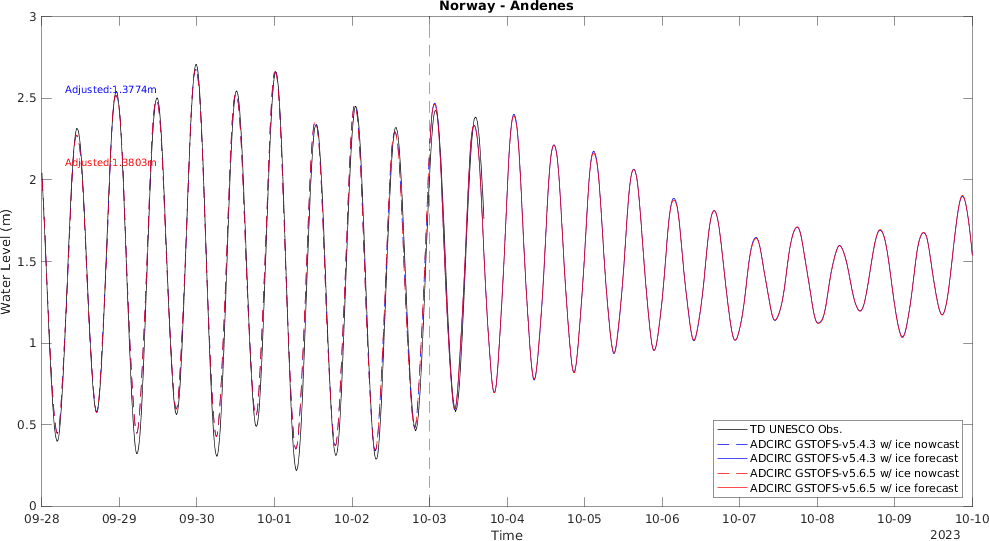 Norway - Andenes
Water Level (m)
3
2.5
2
1.5
1
0.5
0
Adjusted:1.3774m
Adjusted:1.3803m
TD UNESCO Obs.
ADCIRC GSTOFS-v5.4.3 w/ ice nowcast
ADCIRC GSTOFS-v5.4.3 w/ ice forecast
ADCIRC GSTOFS-v5.6.5 w/ ice nowcast
ADCIRC GSTOFS-v5.6.5 w/ ice forecast
09-28 09-29 09-30 10-01 10-02 10-03 10-04 10-05 10-06 10-07 10-08 10-09 10-10
Time
2023